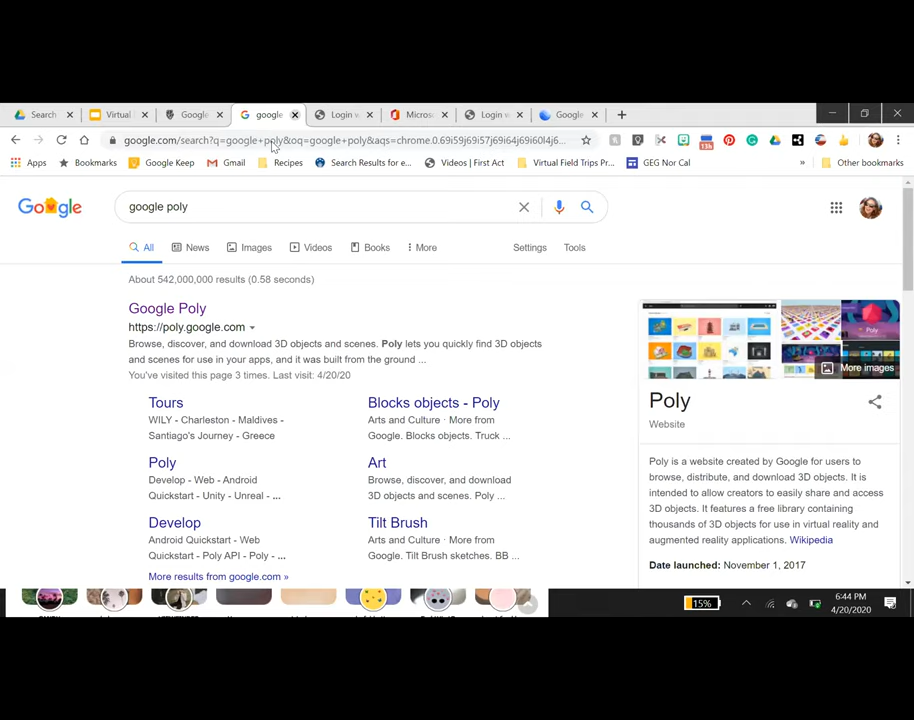 Search
Virtual
Google
google
Login w
Micros
Login w
Google
google.com/search?q=google+poly&oq=google+poly&aqs=chrome.0.69i59j69i57j69i64j69i60l4j6...
13k
Apps
Bookmarks
Google Keep
Gmail
Recipes
Search Results for e...
Videos | First Act
Virtual Field Trips Pr...
GEG Nor Cal
»
Other bookmarks
Google
google poly
All
News
Images
Videos
Books
More
Settings
Tools
About 542,000,000 results (0.58 seconds)
Google Poly
https://poly.google.com
Browse, discover, and download 3D objects and scenes. Poly lets you quickly find 3D objects
and scenes for use in your apps, and it was built from the ground ...
You've visited this page 3 times. Last visit: 4/20/20
Tours
WILY - Charleston - Maldives -
Santiago's Journey - Greece
Blocks objects - Poly
Arts and Culture · More from
Google. Blocks objects. Truck ...
Poly
Develop - Web - Android
Quickstart - Unity - Unreal - ...
Art
Browse, discover, and download
3D objects and scenes. Poly ...
Develop
Android Quickstart - Web
Quickstart - Poly API - Poly - ...
Tilt Brush
Arts and Culture · More from
Google. Tilt Brush sketches. BB ...
More results from google.com »
Poly
More images
Poly
Website
Poly is a website created by Google for users to
browse, distribute, and download 3D objects. It is
intended to allow creators to easily share and access
3D objects. It features a free library containing
thousands of 3D objects for use in virtual reality and
augmented reality applications. Wikipedia
Date launched: November 1, 2017
15%
6:44 PM
4/20/2020